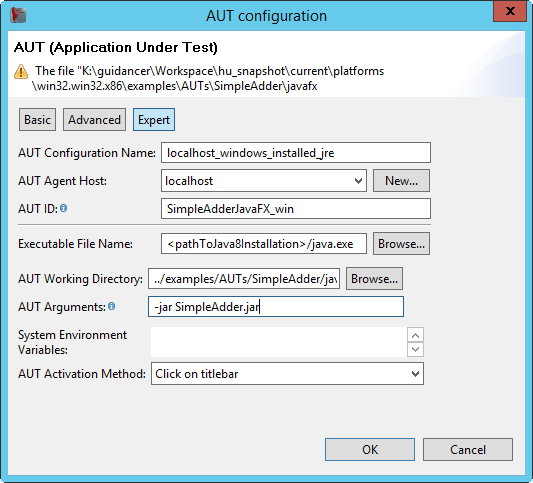 AUT configuration
AUT (Application Under Test)
The file "K:\guidancer\Workspace\hu_snapshot\current\platforms
\win32.win32.x86\examples\AUTs\SimpleAdder\javafx
Basic Advanced Expert
AUT Configuration Name: localhost_windows_installed_jre
AUT Agent Host: localhost New...
AUT ID: SimpleAdderJavaFX_win
Executable File Name: <pathToJava8Installation>/java.exe Browse...
AUT Working Directory: ../examples/AUTs/SimpleAdder/jav Browse...
AUT Arguments: -jar SimpleAdder.jar
System Environment
Variables:
AUT Activation Method: Click on titlebar
OK Cancel